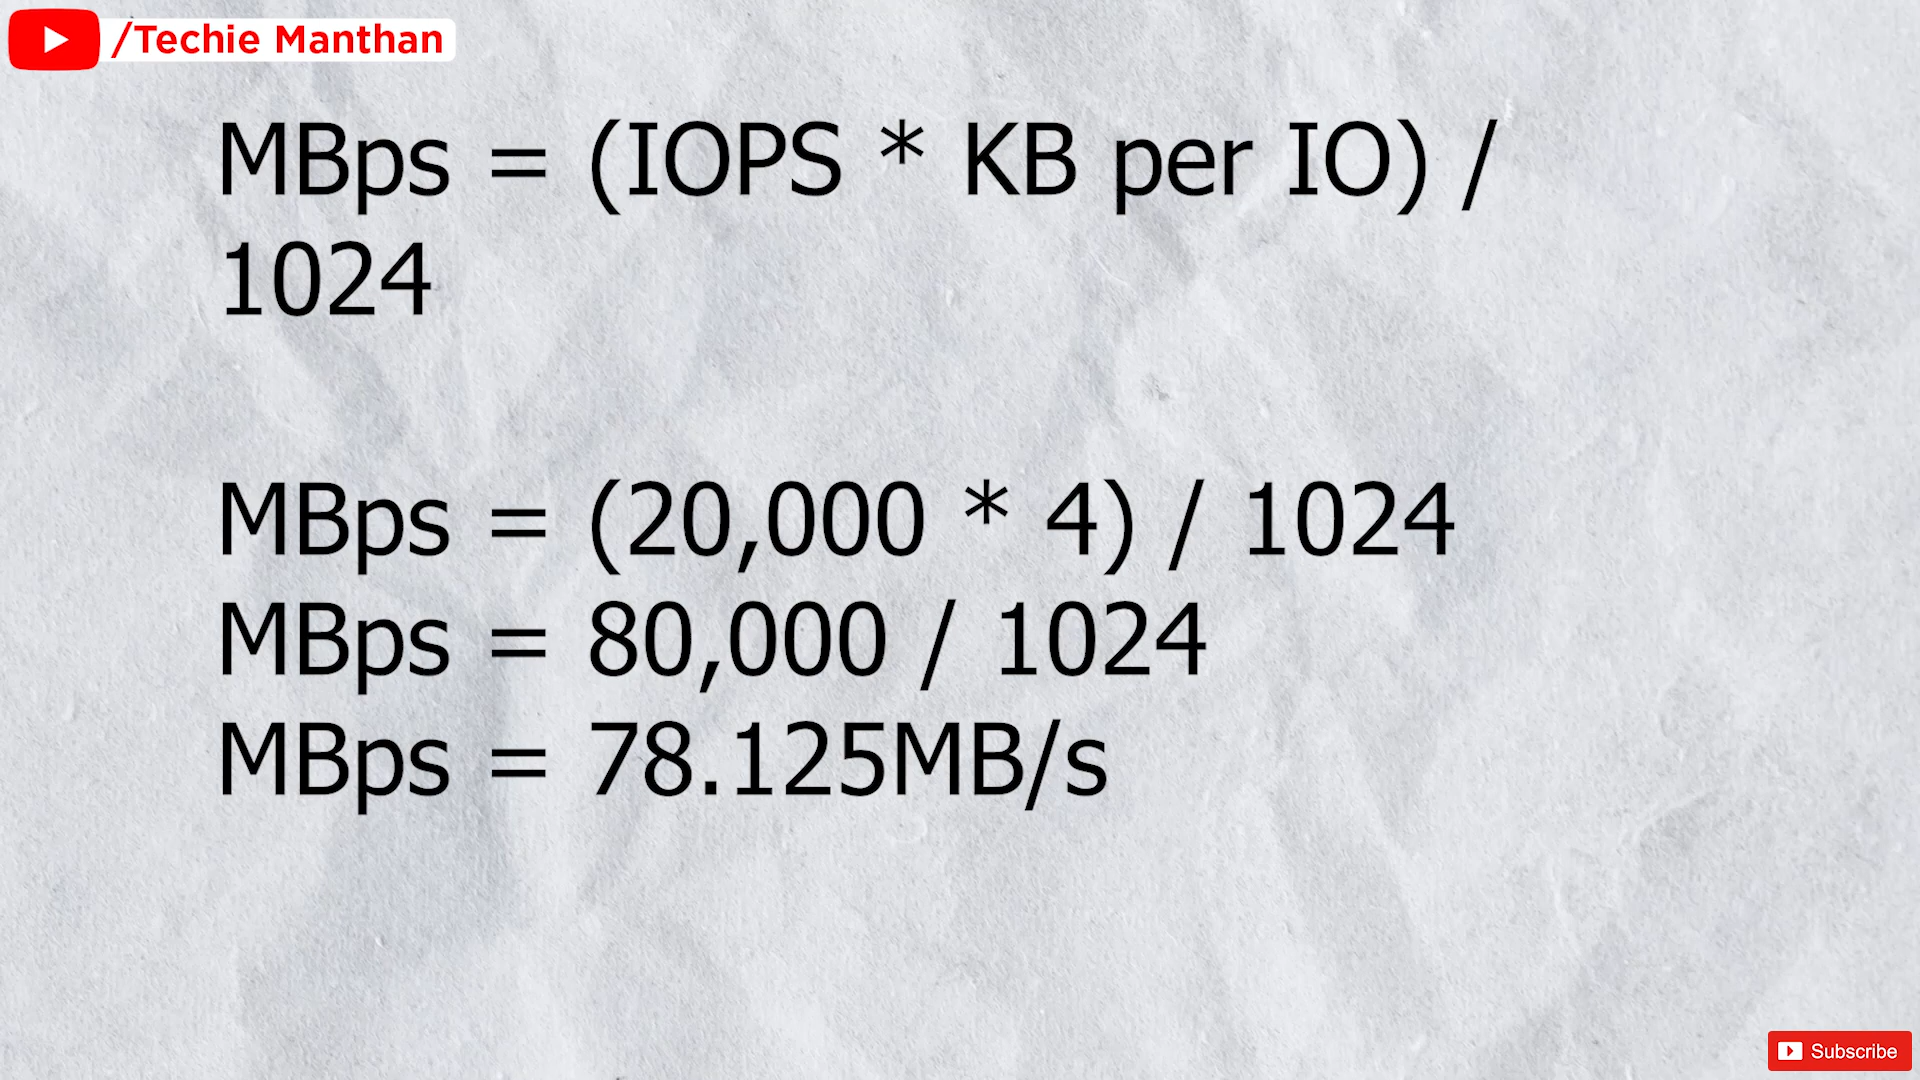 /Techie Manthan
MBps = (IOPS * KB per IO) /
1024
MBps = (20,000 * 4) / 1024
MBps = 80,000 / 1024
MBps = 78.125MB/s
Subscribe